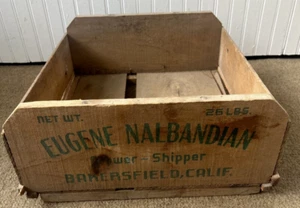 NET WT. 26 LBS.
EUGENE NALBANDIAN
Grower - Shipper
BAKERSFIELD, CALIF.